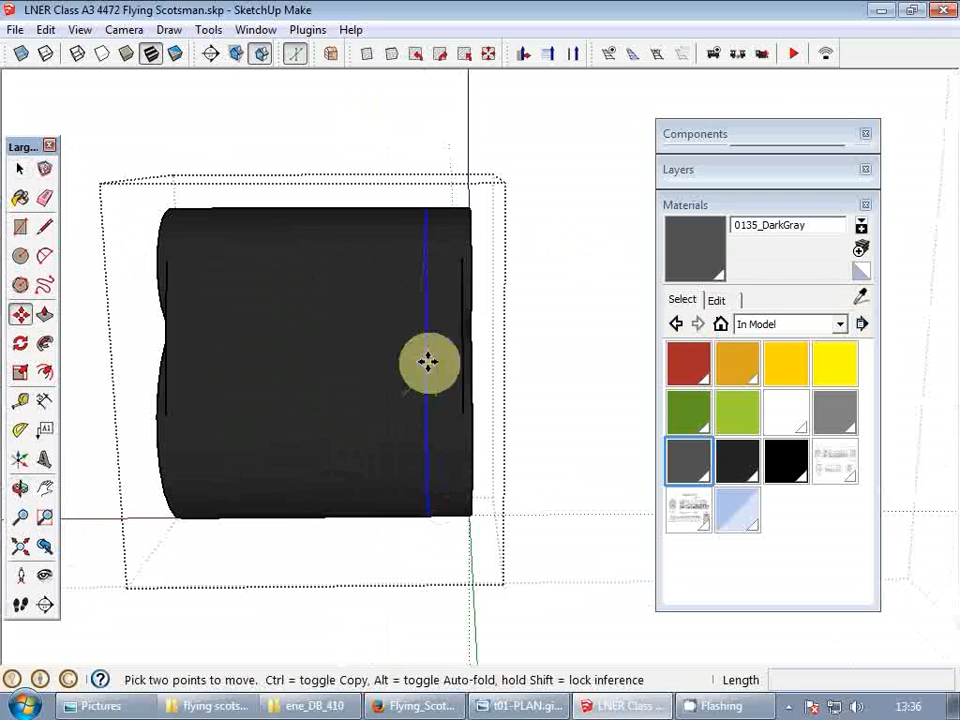 LNER Class A3 4472 Flying Scotsman.skp - SketchUp Make
File Edit View Camera Draw Tools Window Plugins Help
Larg...
Components
Layers
Materials
0135_DarkGray
Select Edit
In Model
Pick two points to move. Ctrl = toggle Copy, Alt = toggle Auto-fold, hold Shift = lock inference
Length
Pictures
flying scots...
ene_DB_410
Flying_Scot...
t01-PLAN.gi...
LNER Class ...
Flashing
13:36